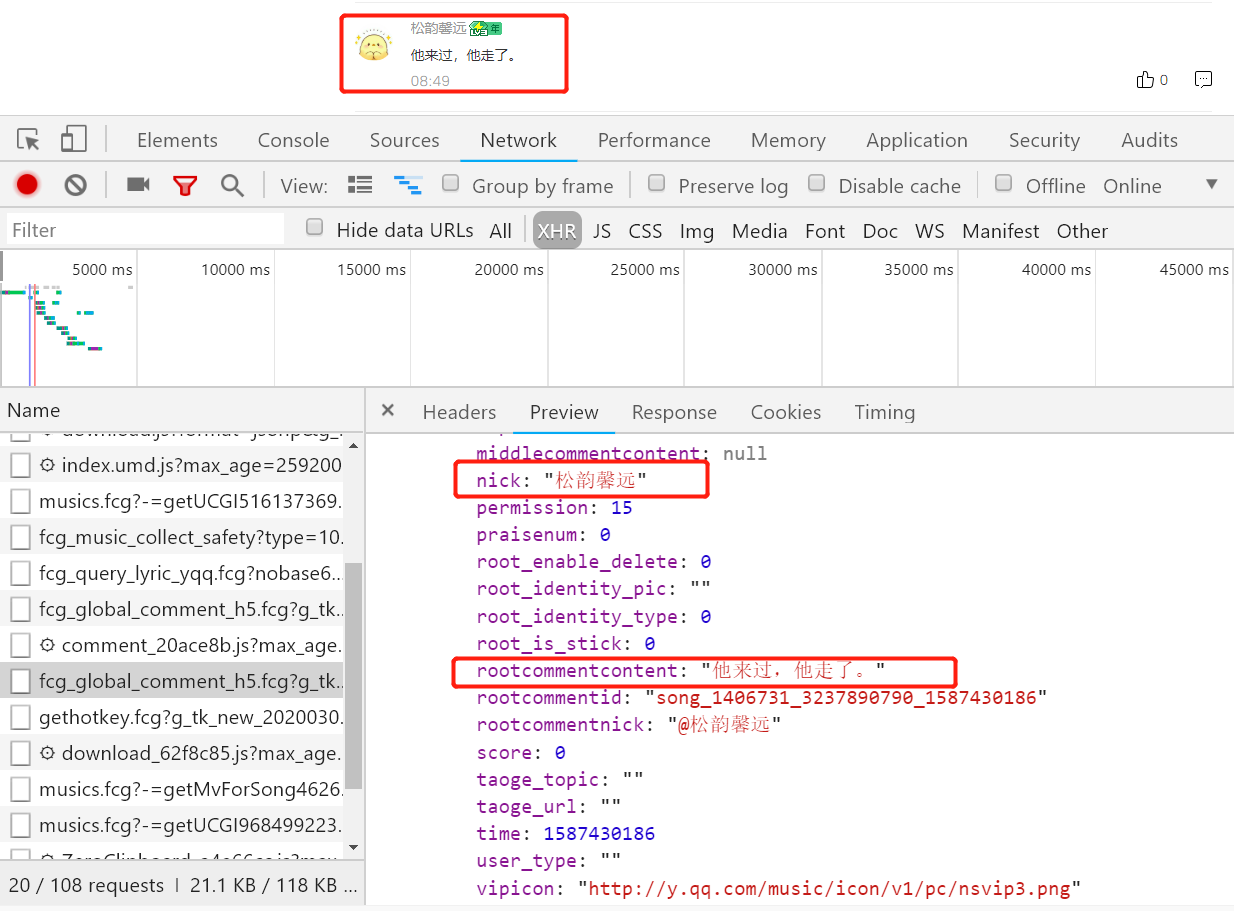 松韵馨远 年
他来过，他走了。
08:49
0
Elements Console Sources Network Performance Memory Application Security Audits
View: Group by frame Preserve log Disable cache Offline Online
Filter Hide data URLs All XHR JS CSS Img Media Font Doc WS Manifest Other
5000 ms 10000 ms 15000 ms 20000 ms 25000 ms 30000 ms 35000 ms 40000 ms 45000 ms
Name
Headers Preview Response Cookies Timing
index.umd.js?max_age=259200
musics.fcg?-=getUCGI516137369.
fcg_music_collect_safety?type=10.
fcg_query_lyric_yqq.fcg?nobase6...
fcg_global_comment_h5.fcg?g_tk..
comment_20ace8b.js?max_age.
fcg_global_comment_h5.fcg?g_tk..
gethotkey.fcg?g_tk_new_2020030.
download_62f8c85.js?max_age.
musics.fcg?-=getMvForSong4626.
musics.fcg?-=getUCGI968499223.
20 / 108 requests | 21.1 KB / 118 KB ...
middlecommentcontent: null
nick: "松韵馨远"
permission: 15
praisenum: 0
root_enable_delete: 0
root_identity_pic: ""
root_identity_type: 0
root_is_stick: 0
rootcommentcontent: "他来过，他走了。"
rootcommentid: "song_1406731_3237890790_1587430186"
rootcommentnick: "@松韵馨远"
score: 0
taoge_topic: ""
taoge_url: ""
time: 1587430186
user_type: ""
vipicon: "http://y.qq.com/music/icon/v1/pc/nsvip3.png"